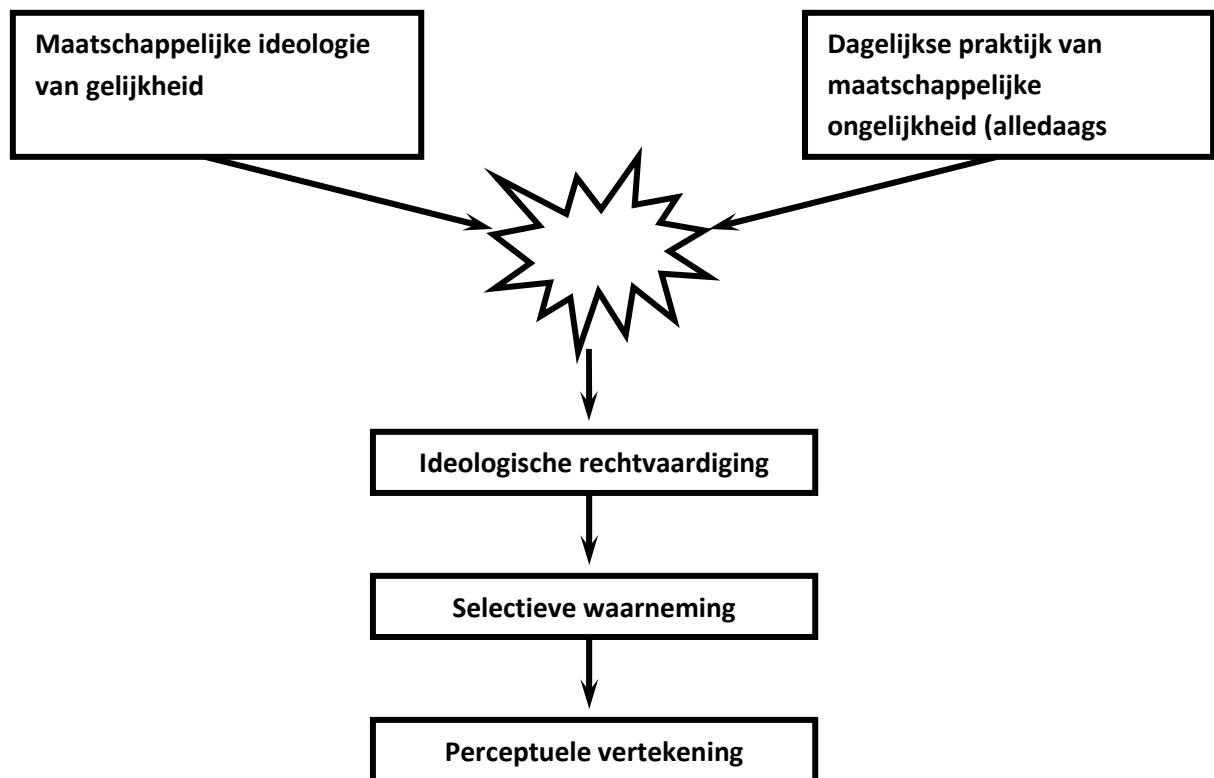 Maatschappelijke ideologie
van gelijkheid
Dagelijkse praktijk van
maatschappelijke
ongelijkheid (alledaags
Ideologische rechtvaardiging
Selectieve waarneming
Perceptuele vertekening